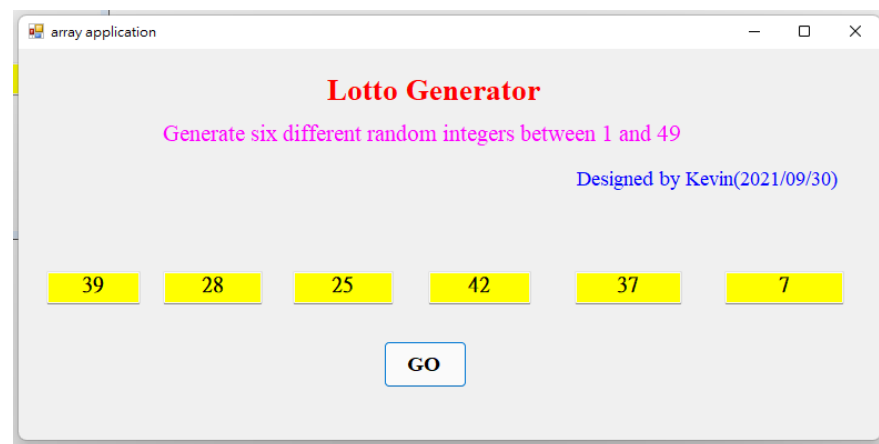 array application
Lotto Generator
Generate six different random integers between 1 and 49
Designed by Kevin(2021/09/30)
39 28 25 42 37 7
GO